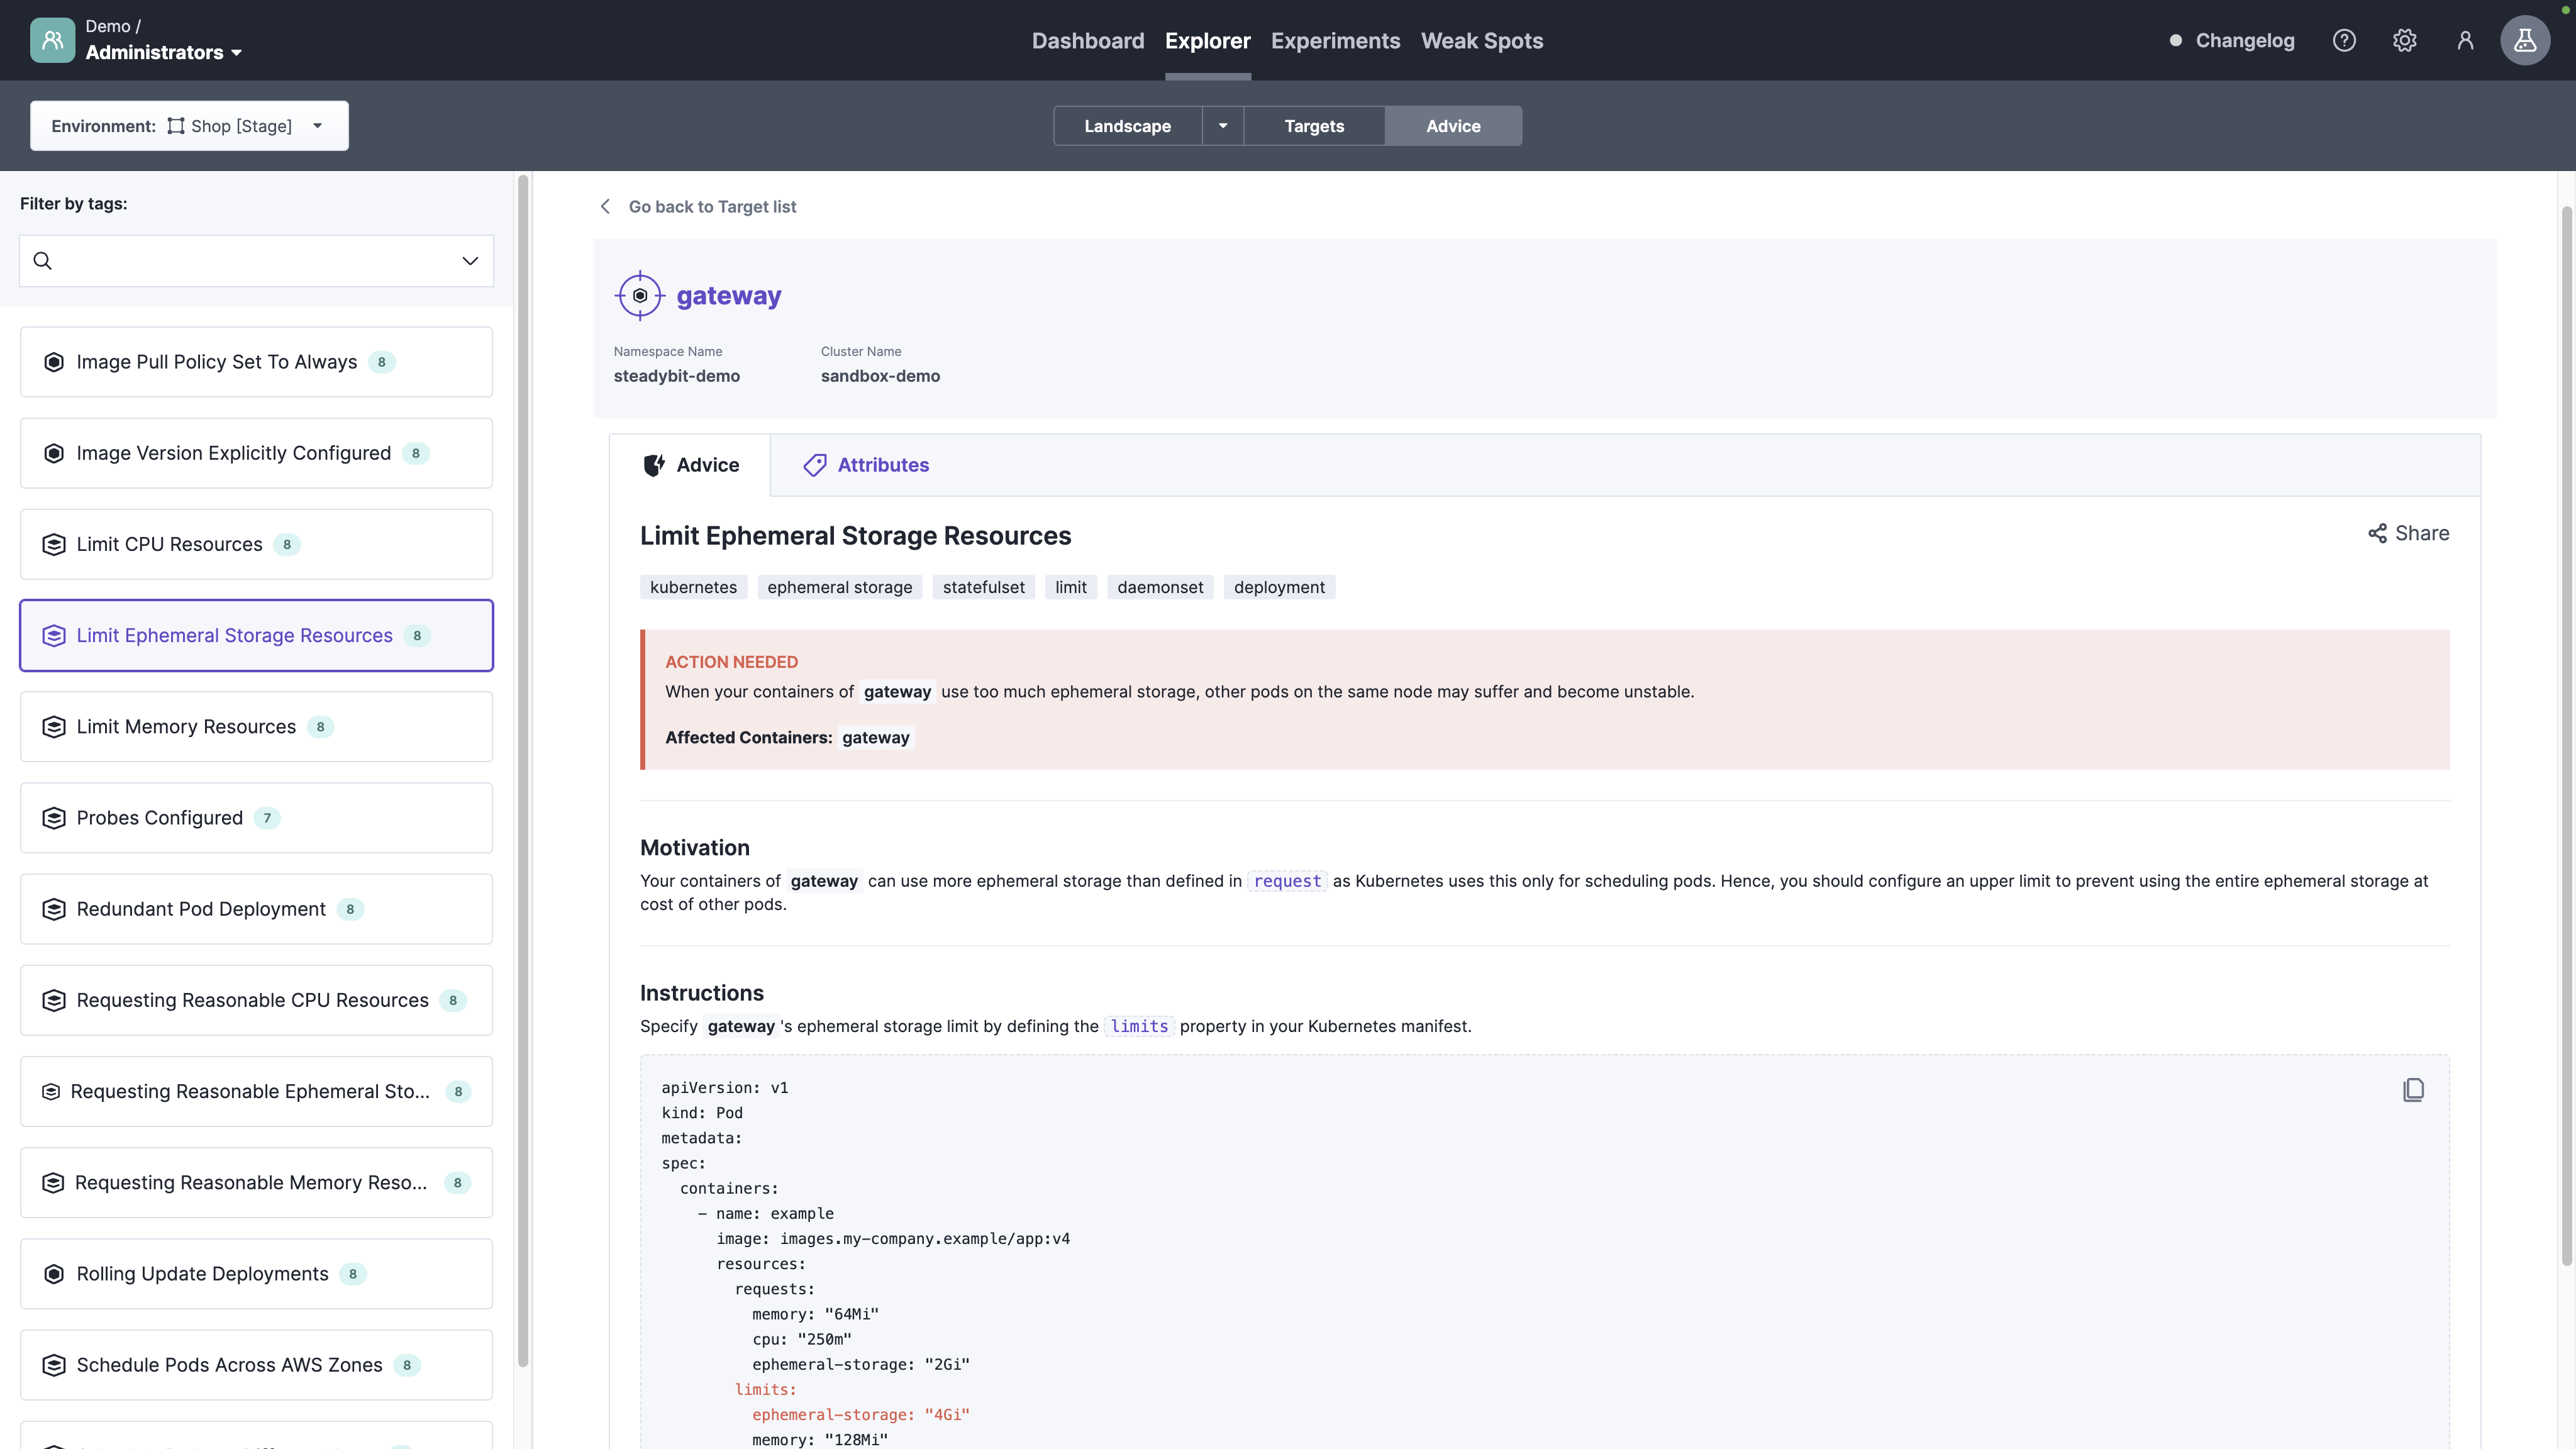 Demo /
Administrators
Dashboard Explorer Experiments Weak Spots
Changelog
Environment: Shop [Stage]
Landscape Targets Advice
Filter by tags:
Image Pull Policy Set To Always 8
Image Version Explicitly Configured 8
Limit CPU Resources 8
Limit Ephemeral Storage Resources 8
Limit Memory Resources 8
Probes Configured 7
Redundant Pod Deployment 8
Requesting Reasonable CPU Resources 8
Requesting Reasonable Ephemeral Sto... 8
Requesting Reasonable Memory Reso... 8
Rolling Update Deployments 8
Schedule Pods Across AWS Zones 8
Go back to Target list
gateway
Namespace Name Cluster Name
steadybit-demo sandbox-demo
Advice Attributes
Limit Ephemeral Storage Resources
Share
kubernetes ephemeral storage statefulset limit daemonset deployment
ACTION NEEDED
When your containers of gateway use too much ephemeral storage, other pods on the same node may suffer and become unstable.
Affected Containers: gateway
Motivation
Your containers of gateway can use more ephemeral storage than defined in request as Kubernetes uses this only for scheduling pods. Hence, you should configure an upper limit to prevent using the entire ephemeral storage at
cost of other pods.
Instructions
Specify gateway's ephemeral storage limit by defining the limits property in your Kubernetes manifest.
apiVersion: v1
kind: Pod
metadata:
spec:
  containers:
    - name: example
      image: images.my-company.example/app:v4
      resources:
        requests:
          memory: "64Mi"
          cpu: "250m"
          ephemeral-storage: "2Gi"
        limits:
          ephemeral-storage: "4Gi"
          memory: "128Mi"